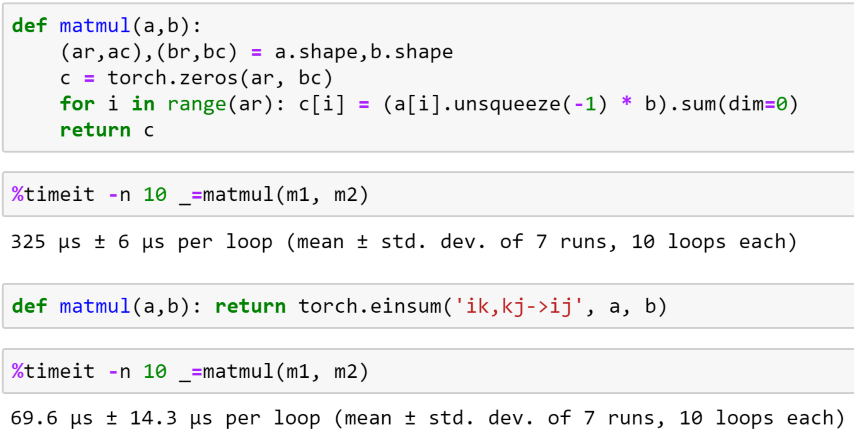 def matmul(a,b):
    (ar,ac),(br,bc) = a.shape,b.shape
    c = torch.zeros(ar, bc)
    for i in range(ar): c[i] = (a[i].unsqueeze(-1) * b).sum(dim=0)
    return c
%timeit -n 10 _=matmul(m1, m2)
325 µs ± 6 µs per loop (mean ± std. dev. of 7 runs, 10 loops each)
def matmul(a,b): return torch.einsum('ik,kj->ij', a, b)
%timeit -n 10 _=matmul(m1, m2)
69.6 µs ± 14.3 µs per loop (mean ± std. dev. of 7 runs, 10 loops each)